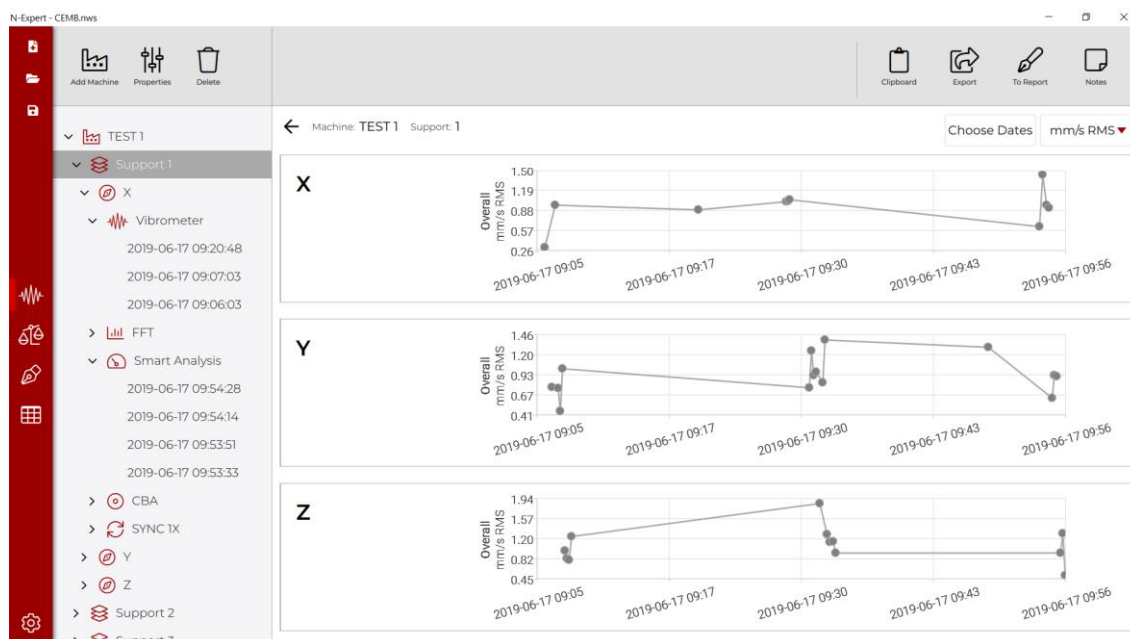 N-Expert - CEMB.nws
Add Machine
Properties
Delete
Clipboard
Export
To Report
Notes
TEST 1
Support 1
X
Vibrometer
2019-06-17 09:20:48
2019-06-17 09:07:03
2019-06-17 09:06:03
FFT
Smart Analysis
2019-06-17 09:54:28
2019-06-17 09:54:14
2019-06-17 09:53:51
2019-06-17 09:53:33
CBA
SYNC 1X
Y
Z
Support 2
Support 3
Machine: TEST 1 Support: 1
Choose Dates
mm/s RMS
X
Overall
mm/s RMS
1.50
1.19
0.88
0.57
0.26
2019-06-17 09:05
2019-06-17 09:17
2019-06-17 09:30
2019-06-17 09:43
2019-06-17 09:56
Y
Overall
mm/s RMS
1.46
1.20
0.93
0.67
0.41
2019-06-17 09:05
2019-06-17 09:17
2019-06-17 09:30
2019-06-17 09:43
2019-06-17 09:56
Z
Overall
mm/s RMS
1.94
1.57
1.20
0.82
0.45
2019-06-17 09:05
2019-06-17 09:17
2019-06-17 09:30
2019-06-17 09:43
2019-06-17 09:56